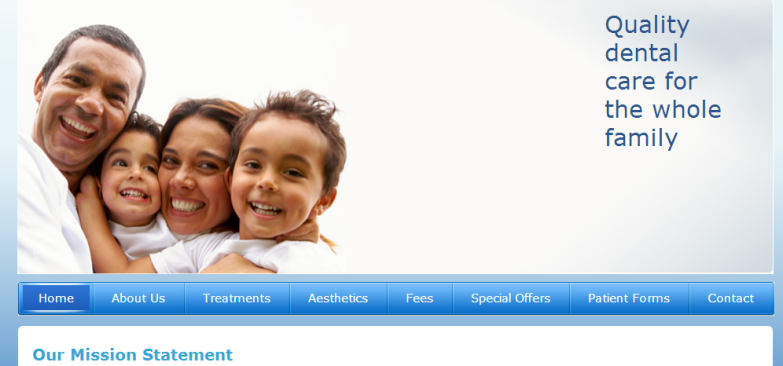 Quality
dental
care for
the whole
family
Home About Us Treatments Aesthetics Fees Special Offers Patient Forms Contact
Our Mission Statement